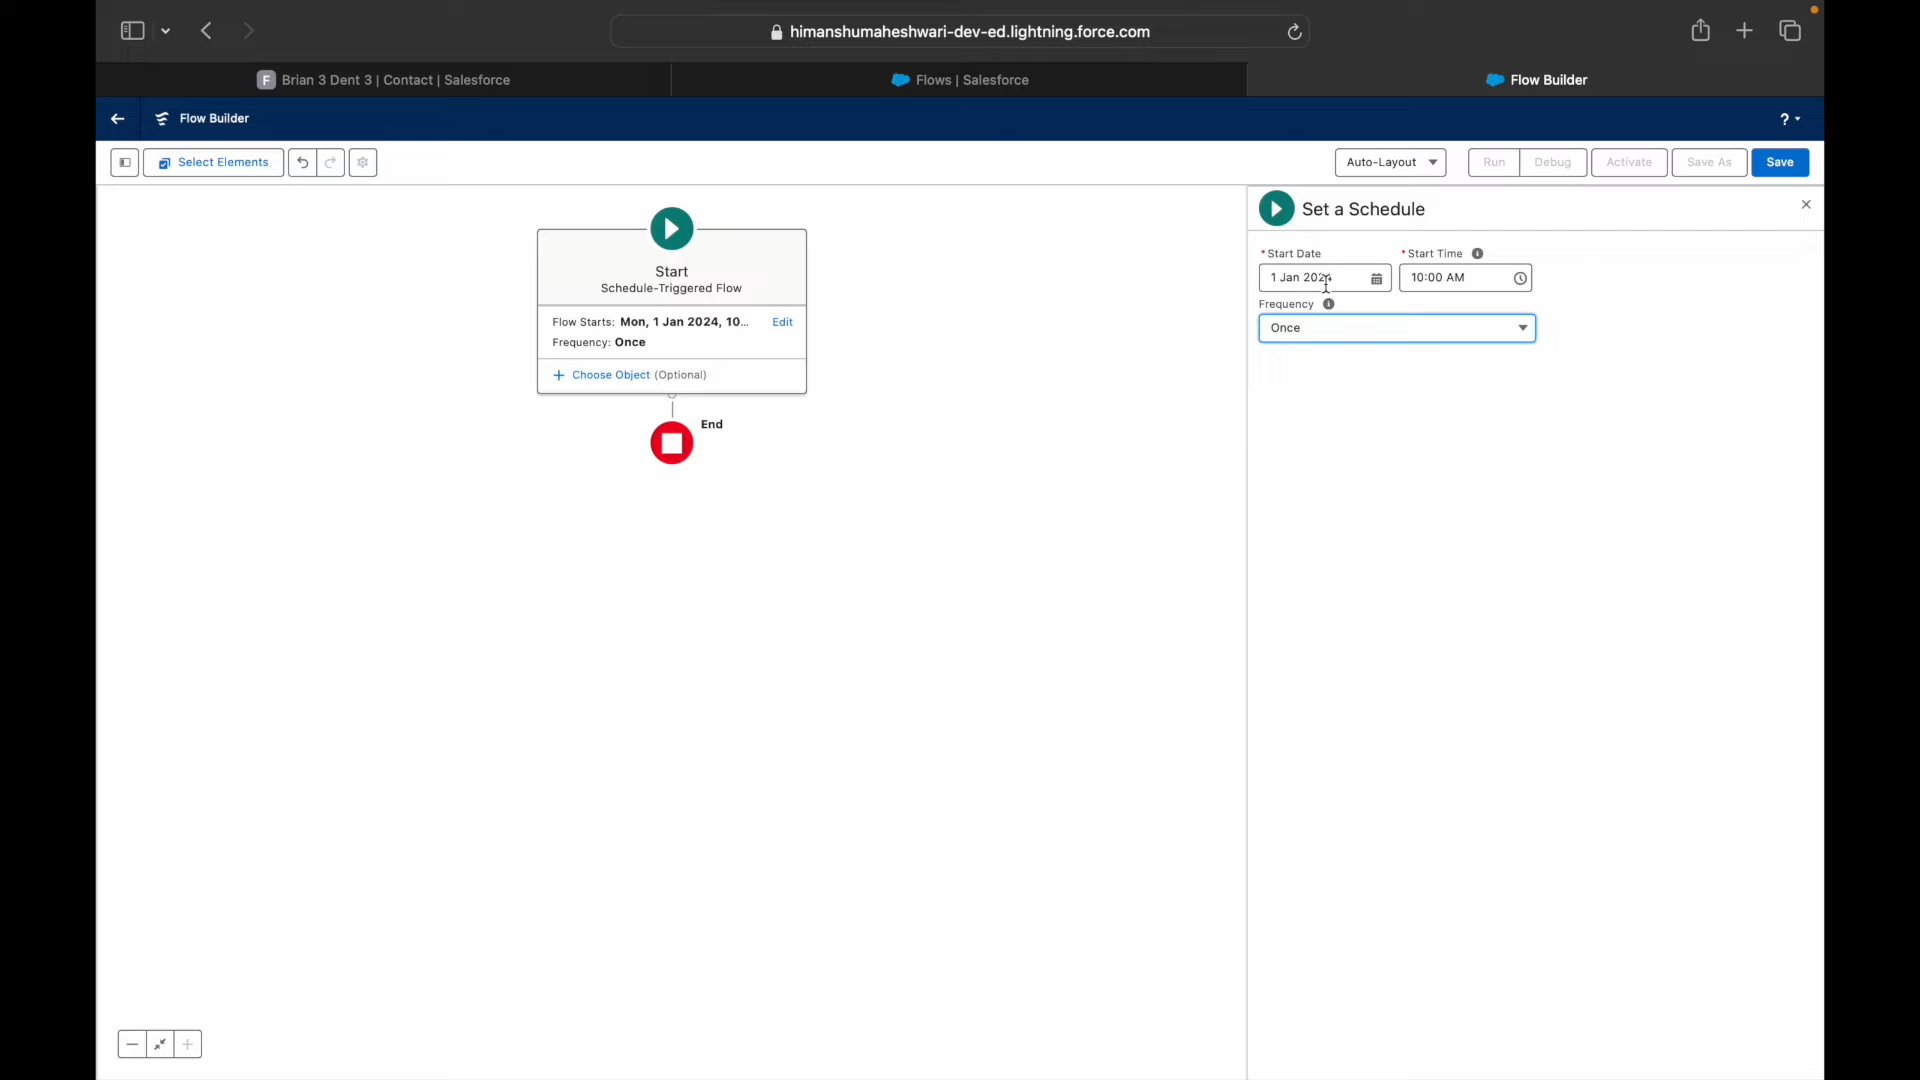 himanshumaheshwari-dev-ed.lightning.force.com
F Brian 3 Dent 3 | Contact | Salesforce
Flows | Salesforce
Flow Builder
Flow Builder
?
Select Elements
Auto-Layout
Run
Debug
Activate
Save As
Save
Start
Schedule-Triggered Flow
Flow Starts: Mon, 1 Jan 2024, 10... Edit
Frequency: Once
Choose Object (Optional)
End
Set a Schedule
*Start Date
*Start Time
1 Jan 2024
10:00 AM
Frequency
Once